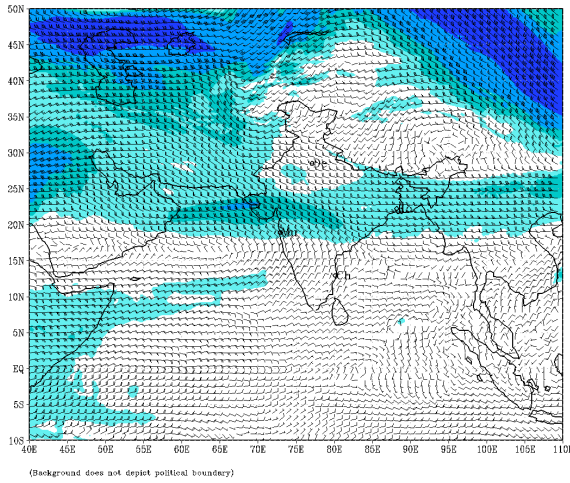 50N
45N
40N
35N
30N
25N
20N
15N
10N
5N
EQ
5S
10S
40E 45E 50E 55E 60E 65E 70E 75E 80E 85E 90E 95E 100E 105E 110E
(Background does not depict political boundary)